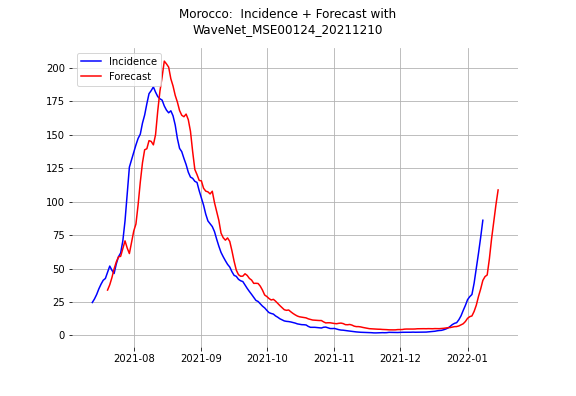 Morocco:  Incidence + Forecast with
WaveNet_MSE00124_20211210
Incidence
Forecast
200
175
150
125
100
75
50
25
0
2021-08 2021-09 2021-10 2021-11 2021-12 2022-01